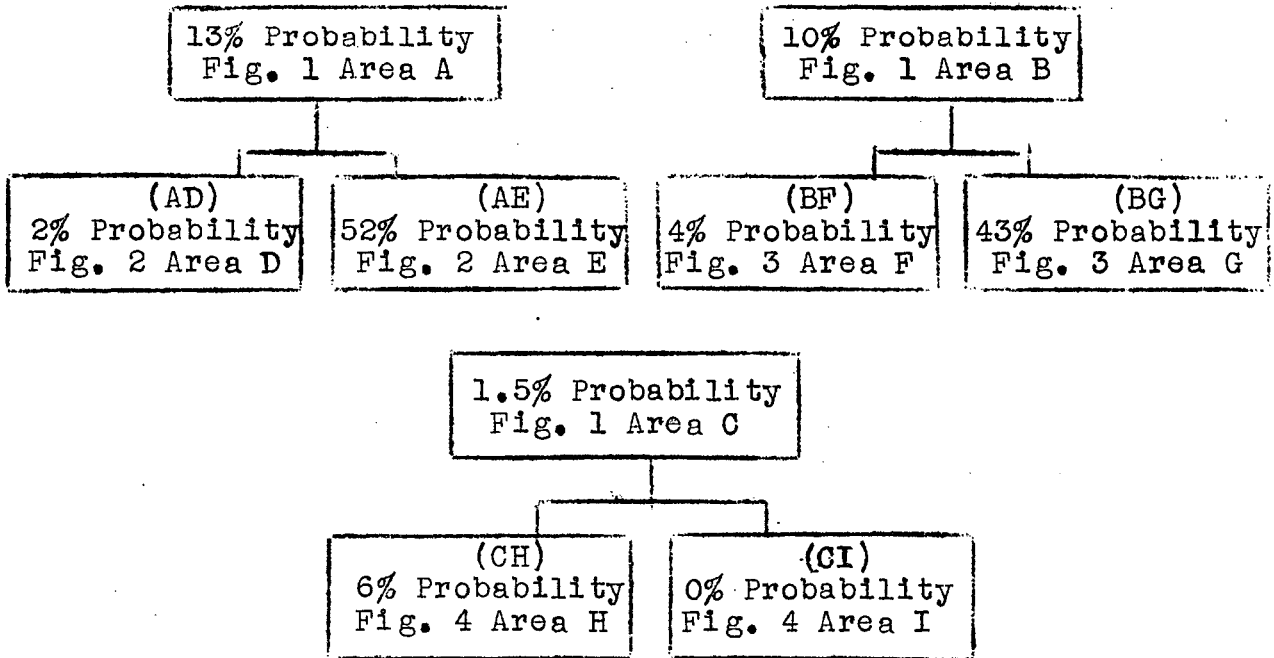 13% Probability
Fig. 1 Area A
10% Probability
Fig. 1 Area B
(AD)
2% Probability
Fig. 2 Area D
(AE)
52% Probability
Fig. 2 Area E
(BF)
4% Probability
Fig. 3 Area F
(BG)
43% Probability
Fig. 3 Area G
1.5% Probability
Fig. 1 Area C
(CH)
6% Probability
Fig. 4 Area H
(CI)
0% Probability
Fig. 4 Area I